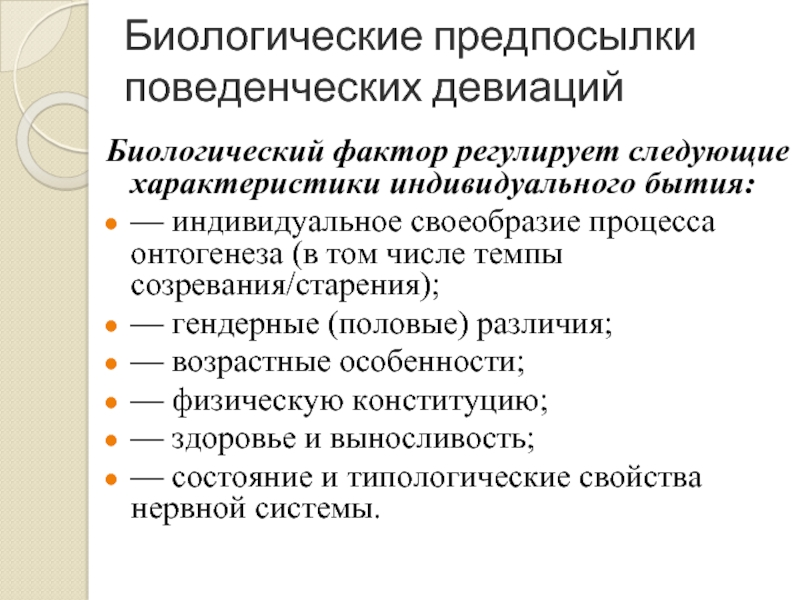 Биологические предпосылки
поведенческих девиаций
Биологический фактор регулирует следующие
характеристики индивидуального бытия:
— индивидуальное своеобразие процесса
онтогенеза (в том числе темпы
созревания/старения);
— гендерные (половые) различия;
— возрастные особенности;
— физическую конституцию;
— здоровье и выносливость;
— состояние и типологические свойства
нервной системы.